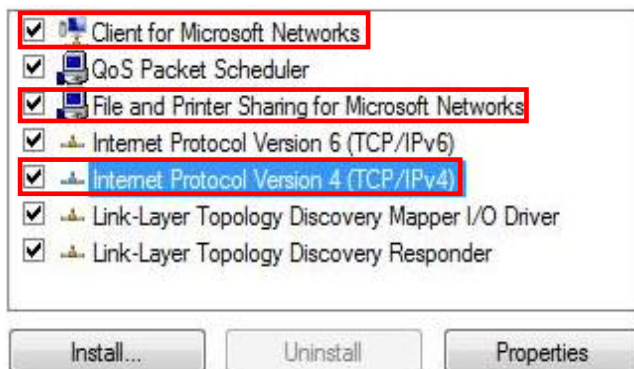 Client for Microsoft Networks
QoS Packet Scheduler
File and Printer Sharing for Microsoft Networks
Internet Protocol Version 6 (TCP/IPv6)
Internet Protocol Version 4 (TCP/IPv4)
Link-Layer Topology Discovery Mapper I/O Driver
Link-Layer Topology Discovery Responder
Install... Uninstall Properties